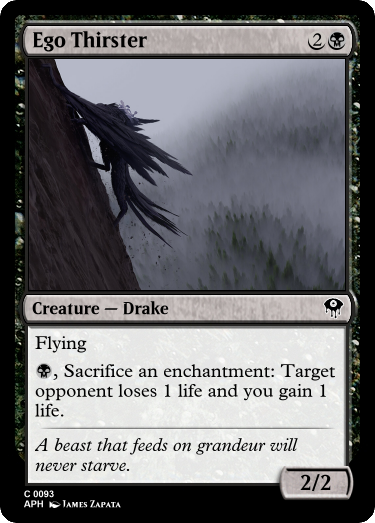 Ego Thirster 2
Creature — Drake
Flying
, Sacrifice an enchantment: Target
opponent loses 1 life and you gain 1
life.
A beast that feeds on grandeur will
never starve.
2/2
C 0093
APH James Zapata